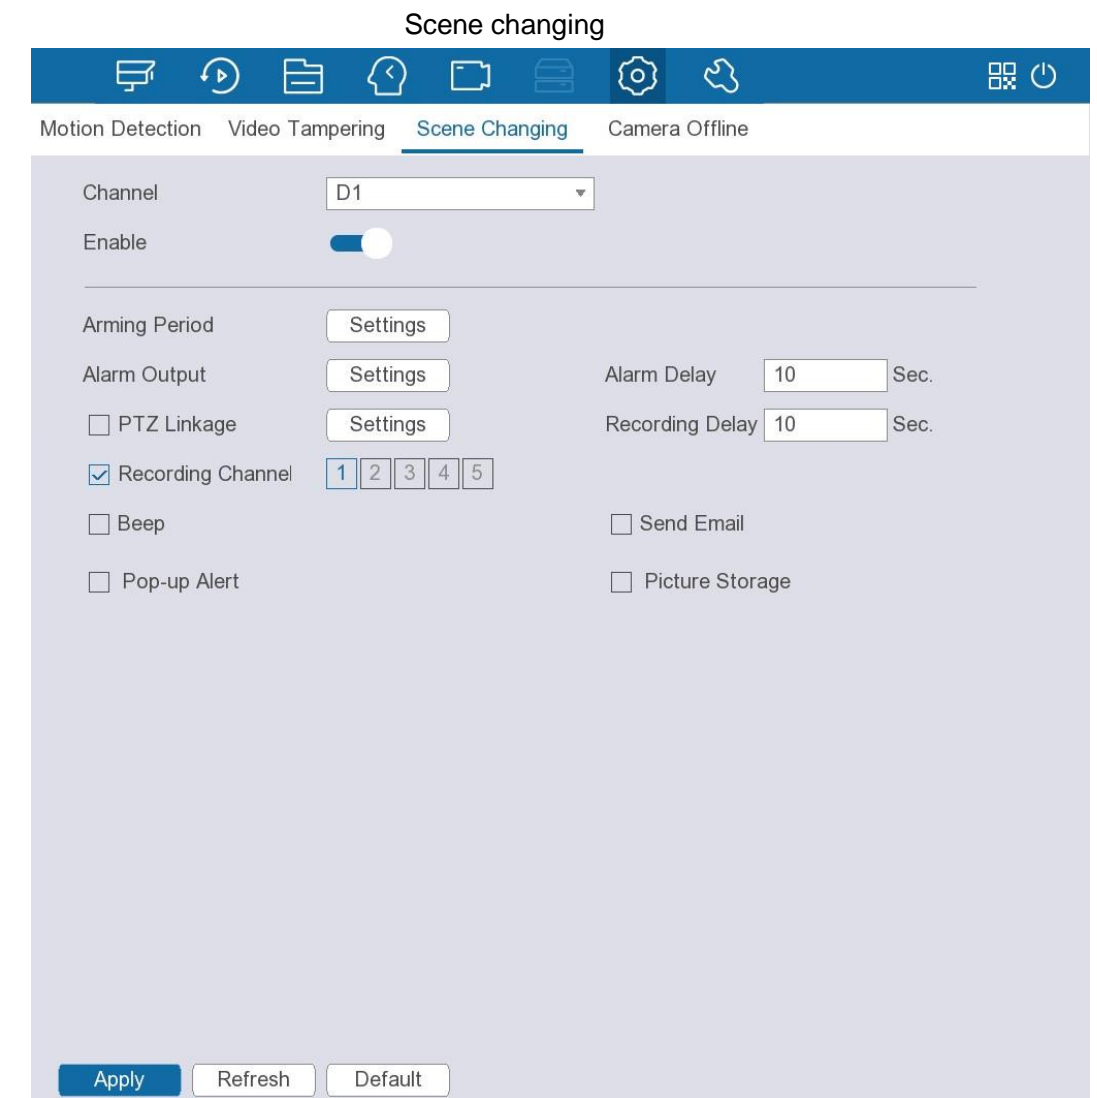 Scene changing
Motion Detection Video Tampering Scene Changing Camera Offline
Channel D1
Enable
Arming Period Settings
Alarm Output Settings Alarm Delay 10 Sec.
PTZ Linkage Settings Recording Delay 10 Sec.
Recording Channel 1 2 3 4 5
Beep Send Email
Pop-up Alert Picture Storage
Apply Refresh Default